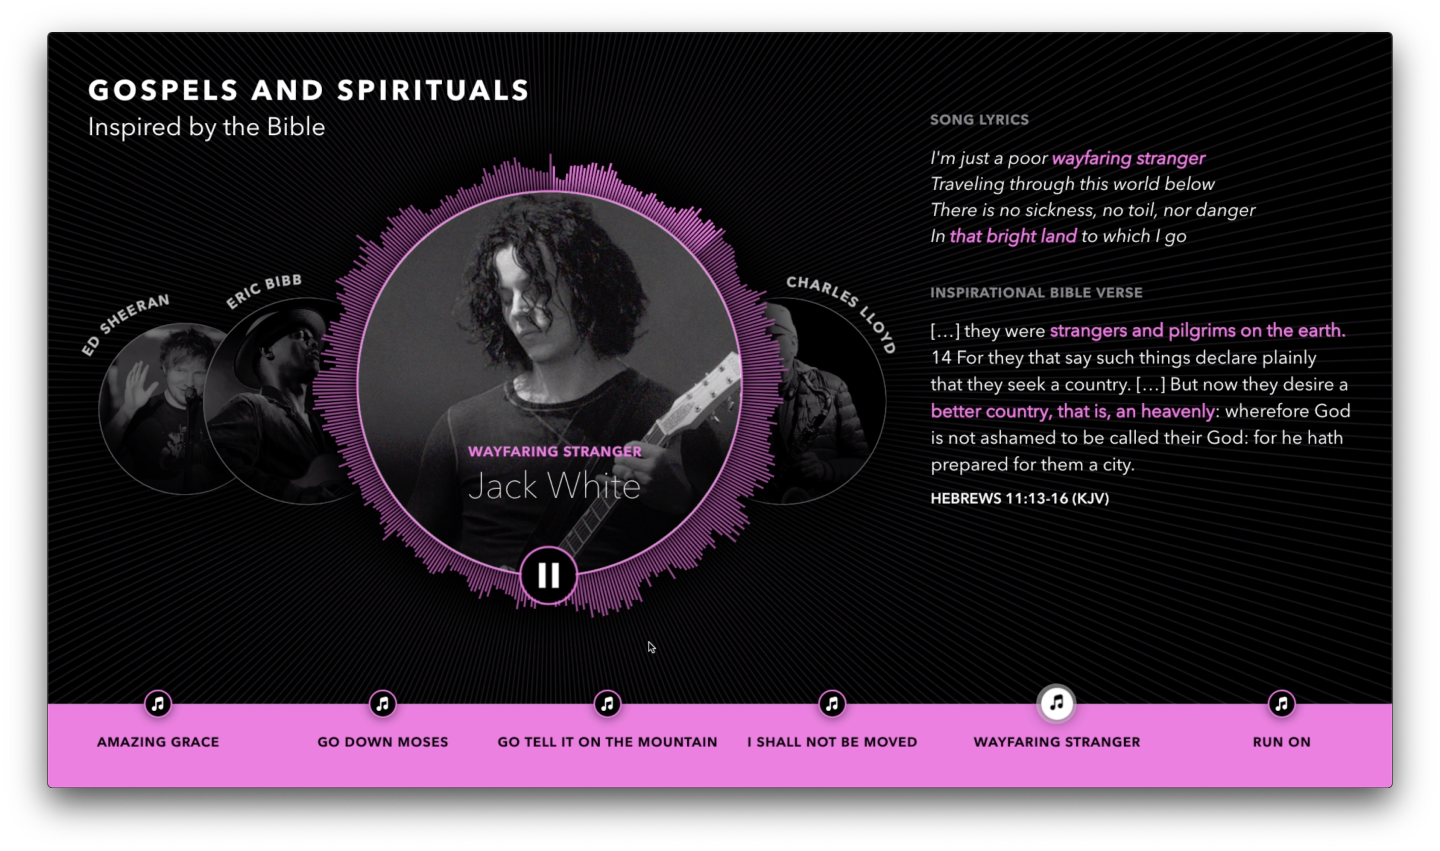 GOSPELS AND SPIRITUALS
Inspired by the Bible
ED SHEERAN
ERIC BIBB
WAYFARING STRANGER
Jack White
CHARLES LLOYD
SONG LYRICS
I'm just a poor wayfaring stranger
Traveling through this world below
There is no sickness, no toil, nor danger
In that bright land to which I go
INSPIRATIONAL BIBLE VERSE
[...] they were strangers and pilgrims on the earth.
14 For they that say such things declare plainly
that they seek a country. [...] But now they desire a
better country, that is, an heavenly: wherefore God
is not ashamed to be called their God: for he hath
prepared for them a city.
HEBREWS 11:13-16 (KJV)
AMAZING GRACE
GO DOWN MOSES
GO TELL IT ON THE MOUNTAIN
I SHALL NOT BE MOVED
WAYFARING STRANGER
RUN ON